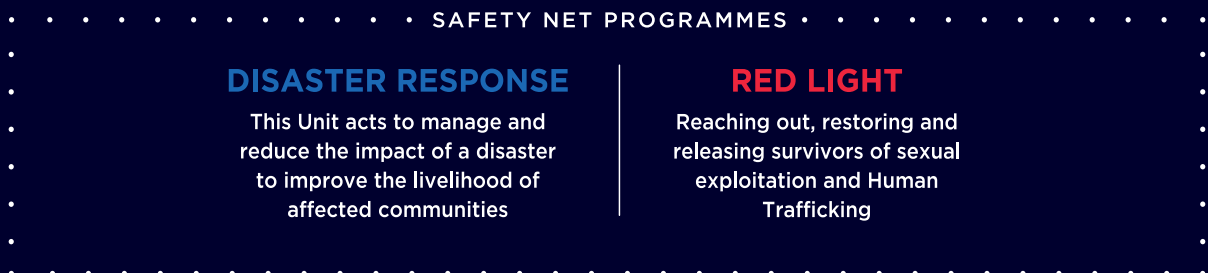 SAFETY NET PROGRAMMES
DISASTER RESPONSE
This Unit acts to manage and
reduce the impact of a disaster
to improve the livelihood of
affected communities
RED LIGHT
Reaching out, restoring and
releasing survivors of sexual
exploitation and Human
Trafficking